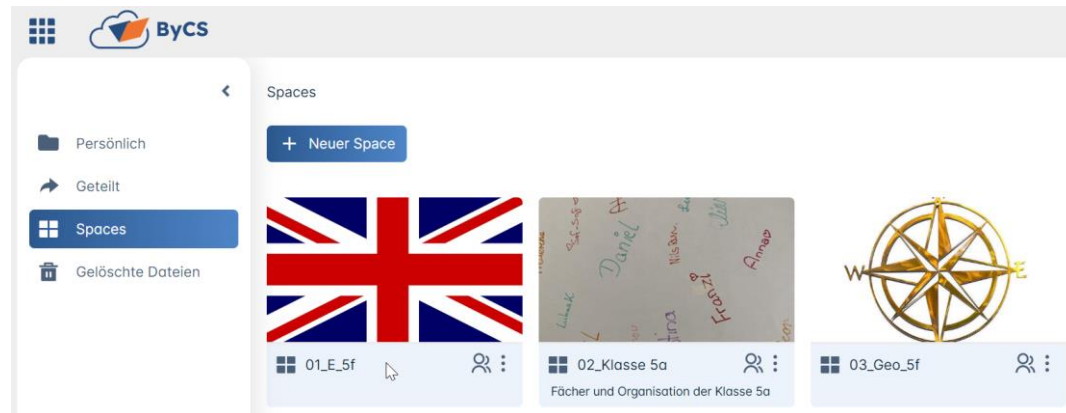 ByCS
Spaces
Persönlich
+ Neuer Space
Geteilt
Spaces
Gelöschte Dateien
Daniel
Franzi
Anna
W E
01_E_5f
02_Klasse 5a
03_Geo_5f
Fächer und Organisation der Klasse 5a